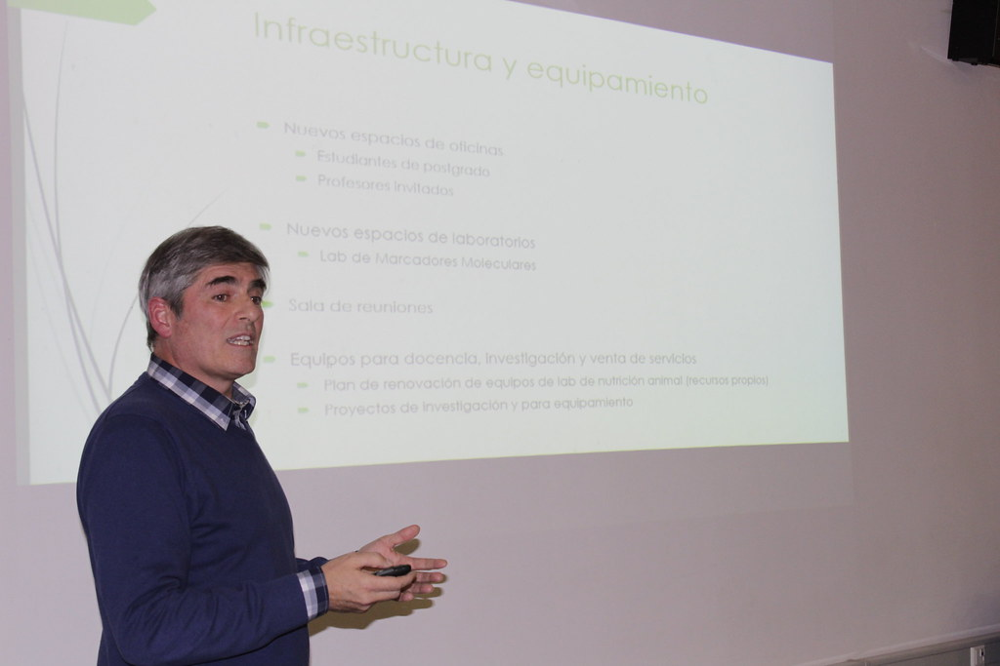 Infraestructura y equipamiento
Nuevos espacios de oficinas
Estudiantes de postgrado
Profesores invitados
Nuevos espacios de laboratorios
Lab de Marcadores Moleculares
Sala de reuniones
Equipos para docencia, investigación y venta de servicios
Plan de renovación de equipos de lab de nutrición animal (recursos propios)
Proyectos de investigación y para equipamiento